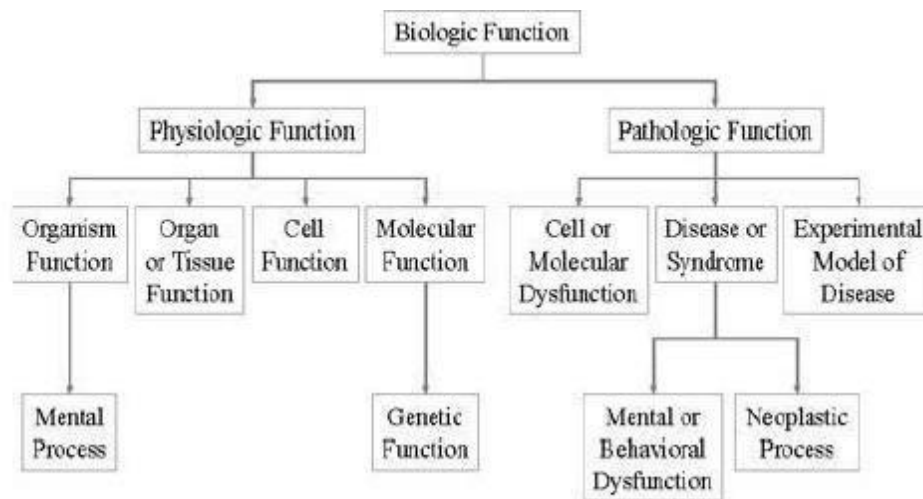 Biologic Function
Physiologic Function
Pathologic Function
Organism
Function
Organ
or Tissue
Function
Cell
Function
Molecular
Function
Cell or
Molecular
Dysfunction
Disease or
Syndrome
Experimental
Model of
Disease
Mental
Process
Genetic
Function
Mental or
Behavioral
Dysfunction
Neoplastic
Process